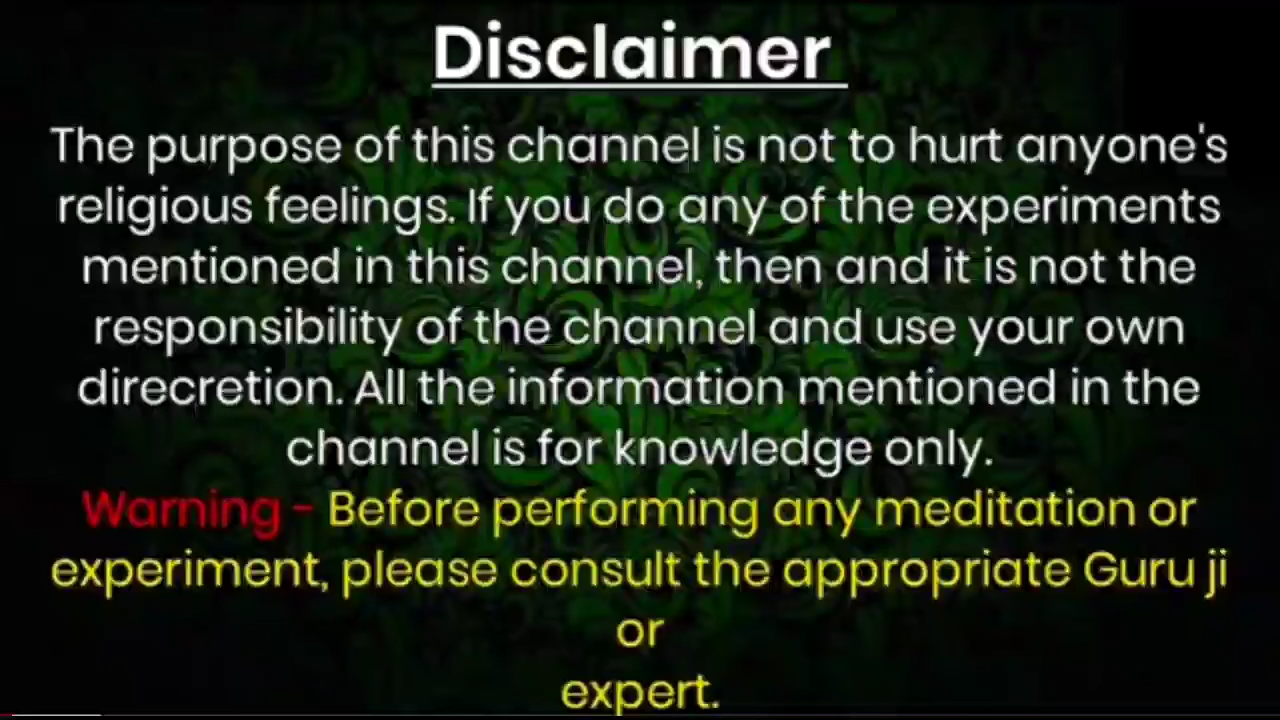 Disclaimer
The purpose of this channel is not to hurt anyone's
religious feelings. If you do any of the experiments
mentioned in this channel, then and it is not the
responsibility of the channel and use your own
direcretion. All the information mentioned in the
channel is for knowledge only.
Warning - Before performing any meditation or
experiment, please consult the appropriate Guru ji
or
expert.